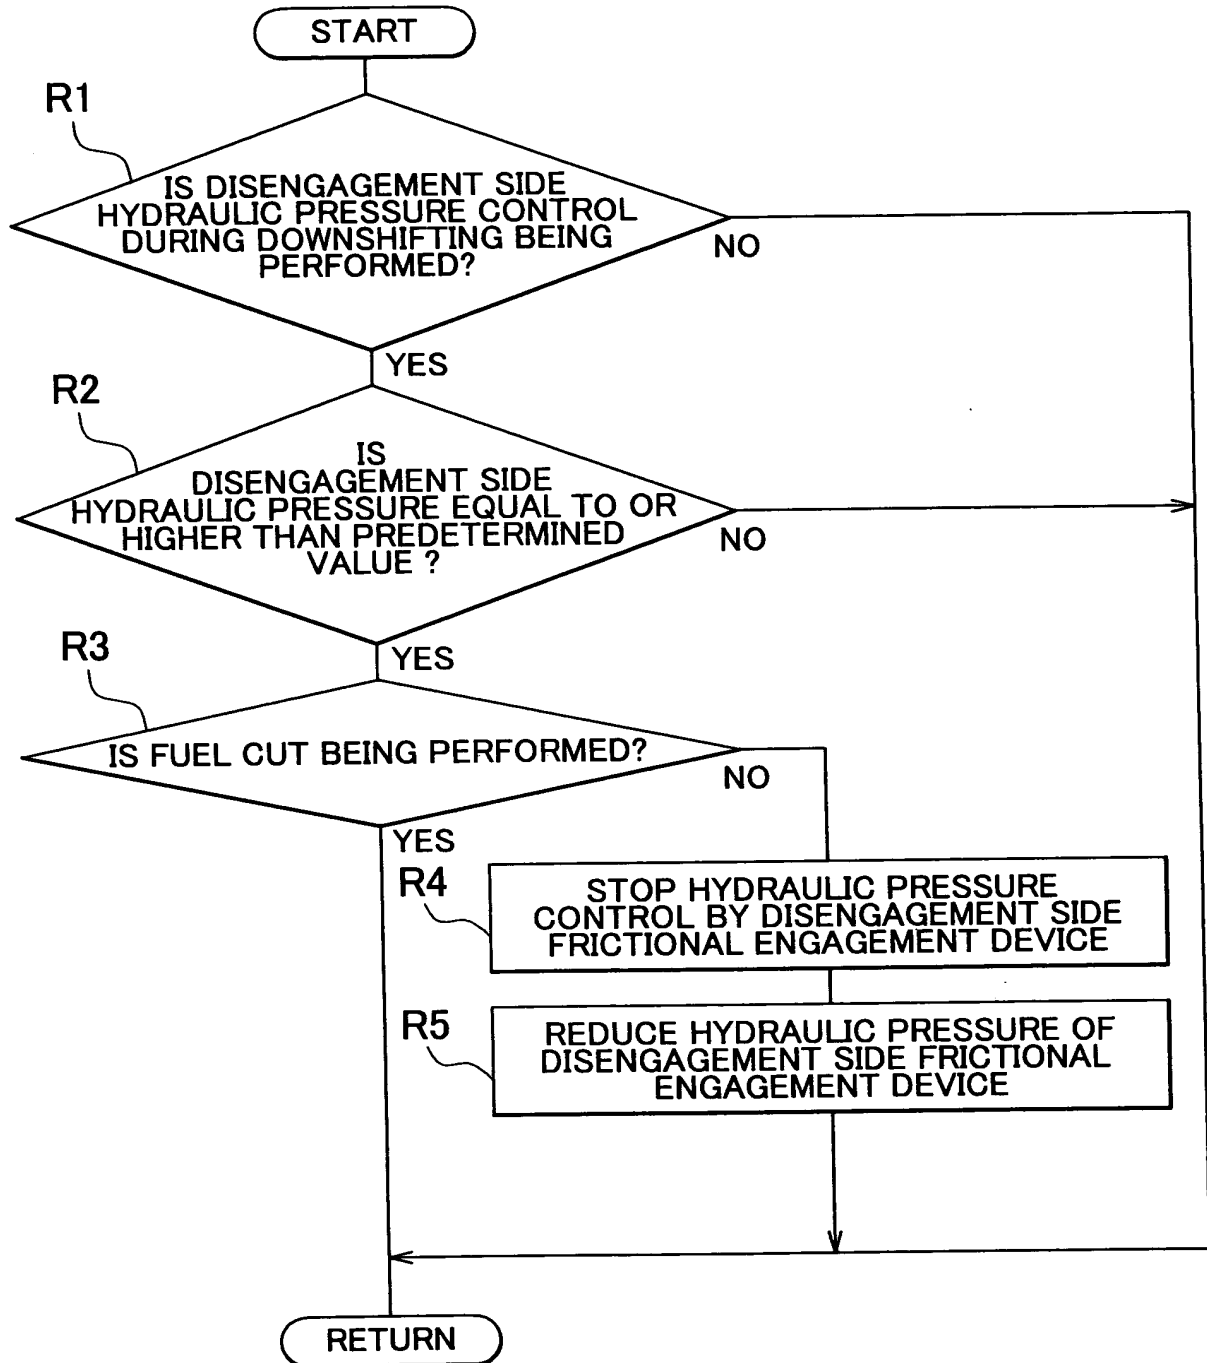 START
R1
IS DISENGAGEMENT SIDE
HYDRAULIC PRESSURE CONTROL
DURING DOWNSHIFTING BEING
PERFORMED?
NO
YES
R2
IS
DISENGAGEMENT SIDE
HYDRAULIC PRESSURE EQUAL TO OR
HIGHER THAN PREDETERMINED
VALUE ?
NO
YES
R3
IS FUEL CUT BEING PERFORMED?
NO
YES
R4
STOP HYDRAULIC PRESSURE
CONTROL BY DISENGAGEMENT SIDE
FRICTIONAL ENGAGEMENT DEVICE
R5
REDUCE HYDRAULIC PRESSURE OF
DISENGAGEMENT SIDE FRICTIONAL
ENGAGEMENT DEVICE
RETURN